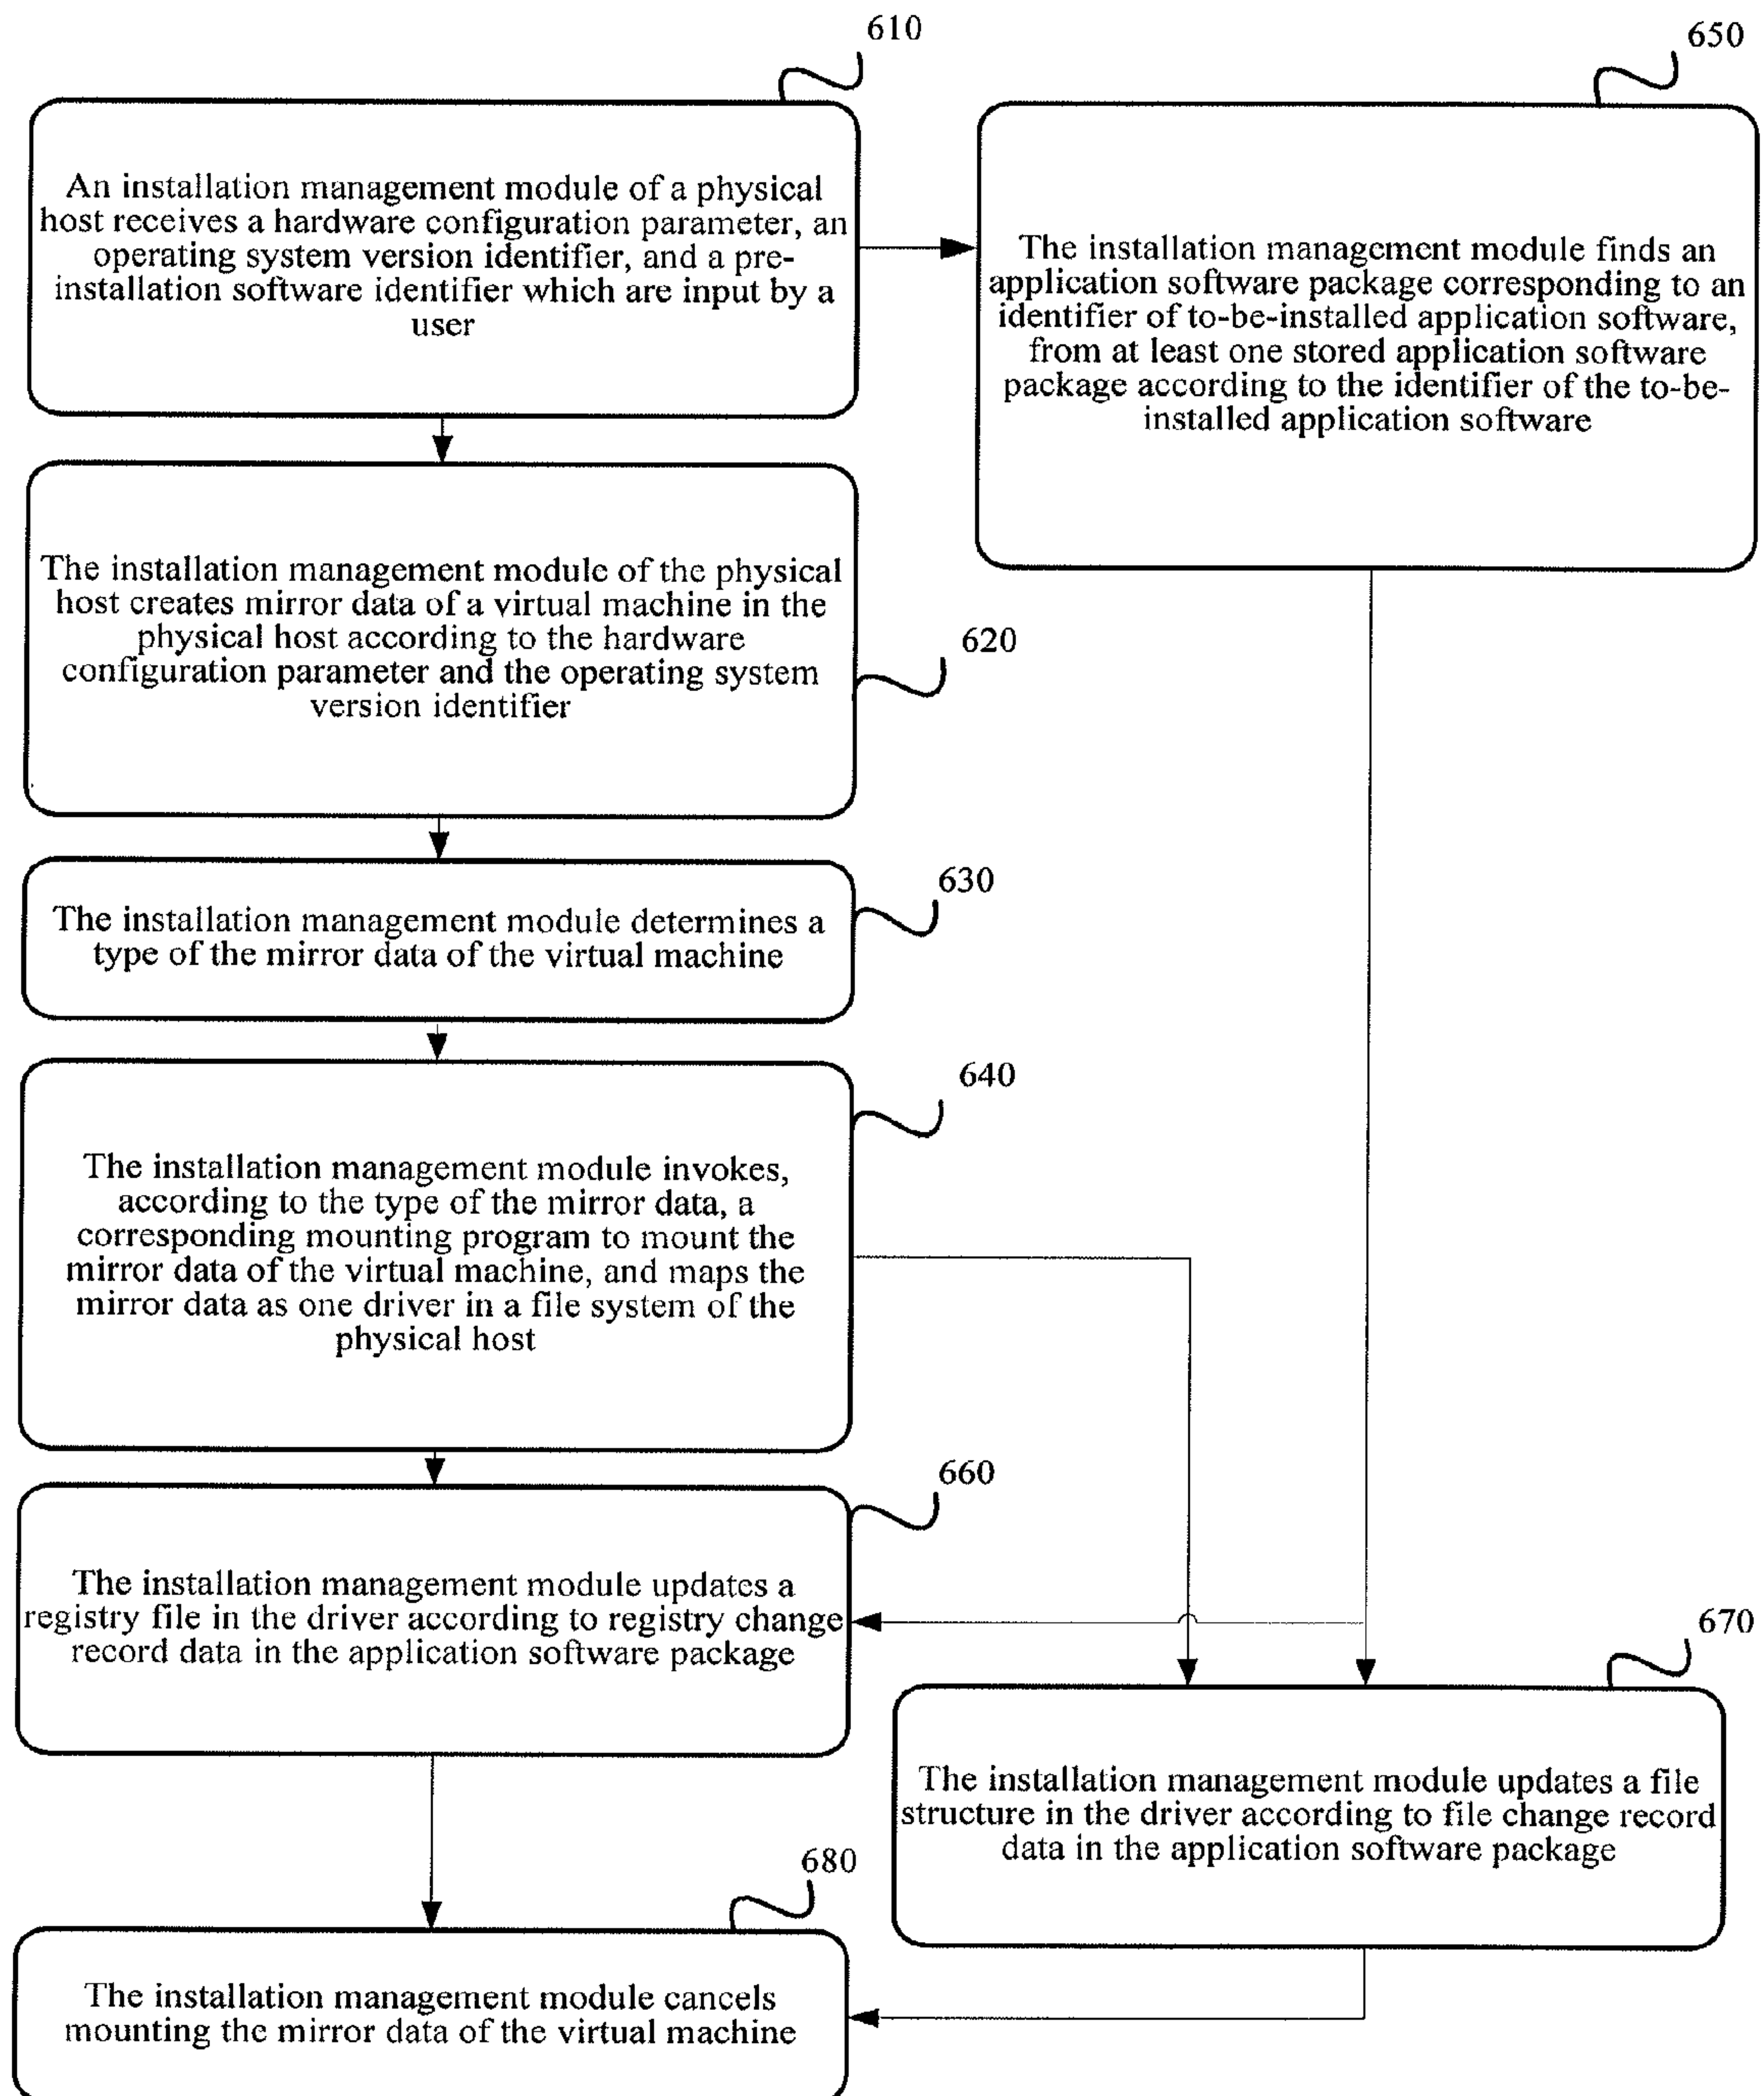 610
An installation management module of a physical
host receives a hardware configuration parameter, an
operating system version identifier, and a pre-
installation software identifier which are input by a
user
650
The installation management module finds an
application software package corresponding to an
identifier of to-be-installed application software,
from at least one stored application software
package according to the identifier of the to-be-
installed application software
The installation management module of the physical
host creates mirror data of a virtual machine in the
physical host according to the hardware
configuration parameter and the operating system
version identifier
620
The installation management module determines a
type of the mirror data of the virtual machine
630
The installation management module invokes,
according to the type of the mirror data, a
corresponding mounting program to mount the
mirror data of the virtual machine, and maps the
mirror data as one driver in a file system of the
physical host
640
The installation management module updates a
registry file in the driver according to registry change
record data in the application software package
660
The installation management module updates a file
structure in the driver according to file change record
data in the application software package
670
The installation management module cancels
mounting the mirror data of the virtual machine
680